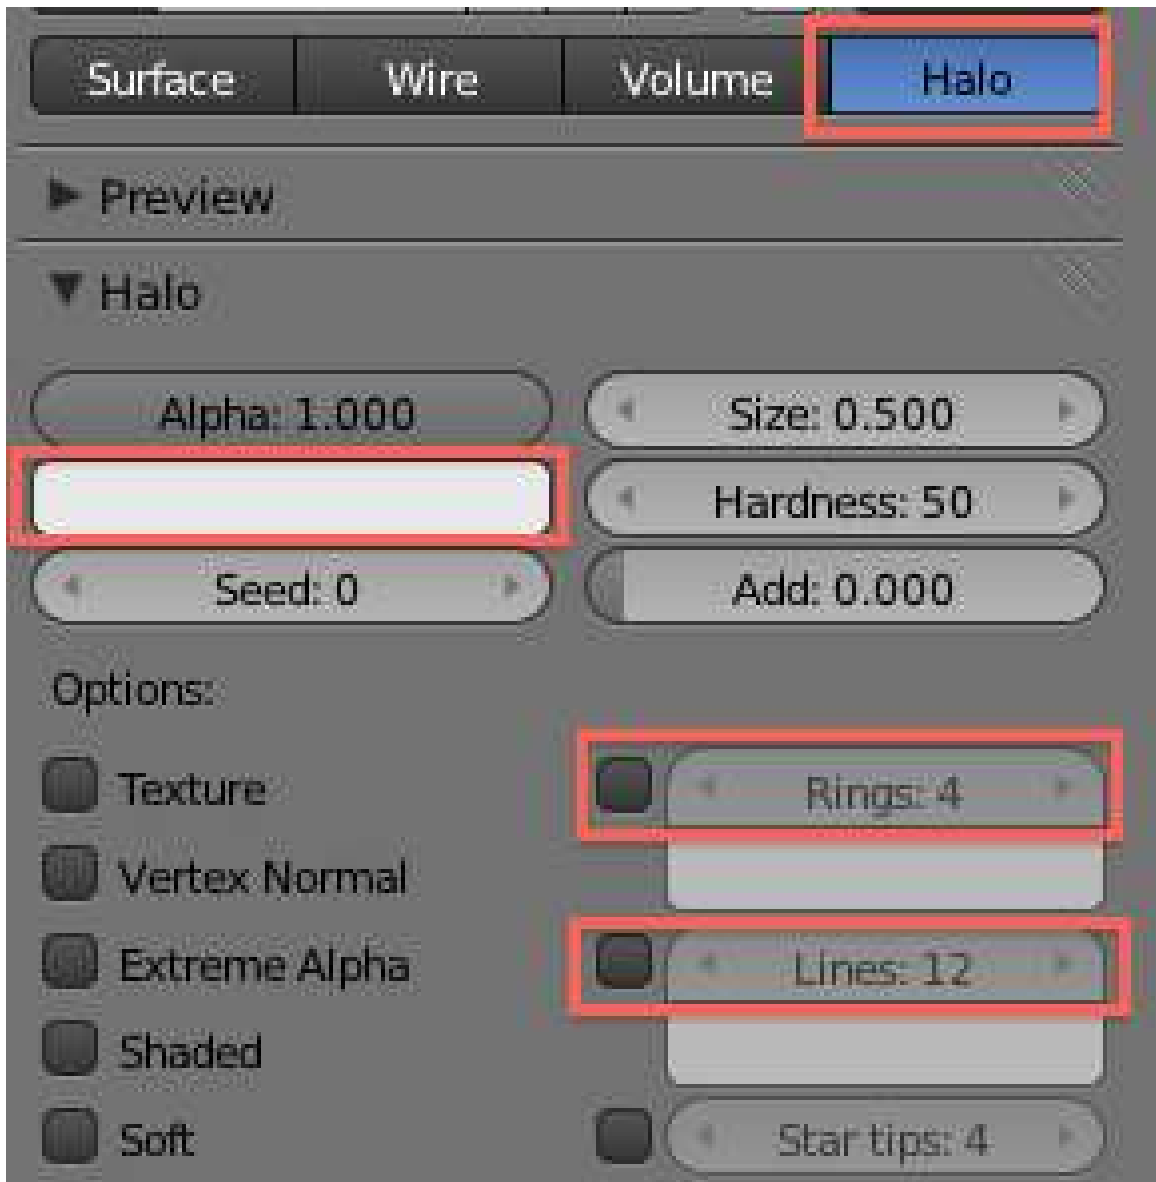 Surface Wire Volume Halo
Preview
Halo
Alpha: 1.000 Size: 0.500
Hardness: 50
Seed: 0 Add: 0.000
Options:
Texture Rings: 4
Vertex Normal
Extreme Alpha Lines: 12
Shaded
Soft Star tips: 4